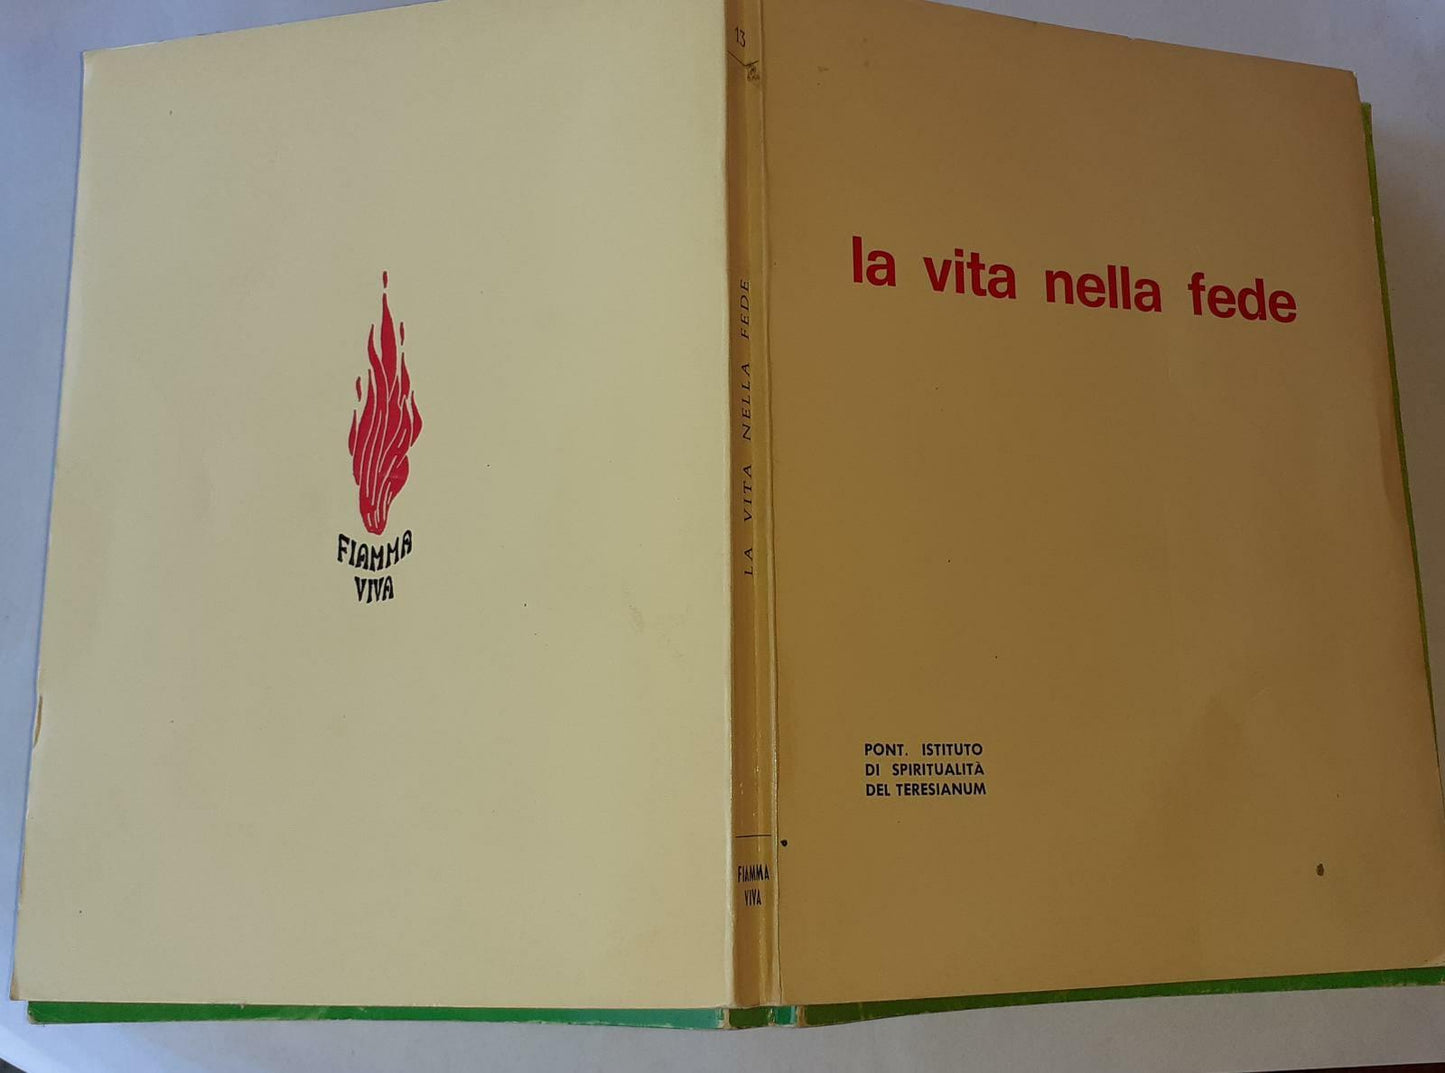 FIAMMA
VIVA
13
LA VITA NELLA FEDE
FIAMMA
VIVA
la vita nella fede
PONT. ISTITUTO
DI SPIRITUALITÀ
DEL TERESIANUM